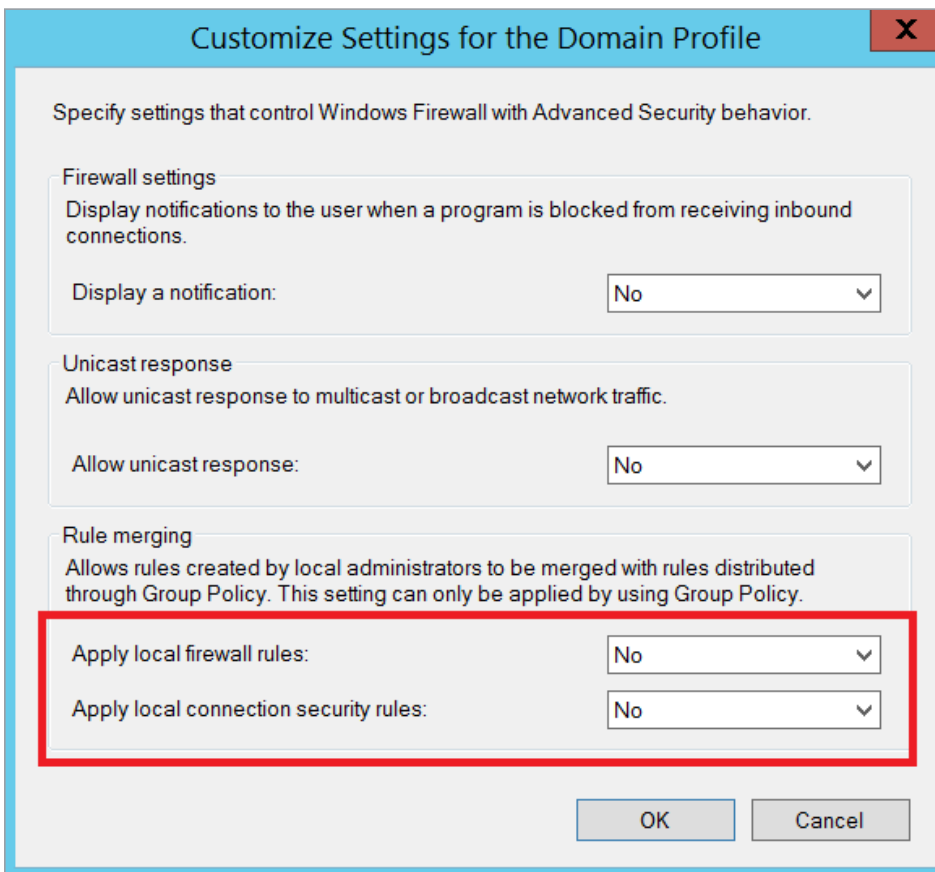 Customize Settings for the Domain Profile
X
Specify settings that control Windows Firewall with Advanced Security behavior.
Firewall settings
Display notifications to the user when a program is blocked from receiving inbound
connections.
Display a notification: No
Unicast response
Allow unicast response to multicast or broadcast network traffic.
Allow unicast response: No
Rule merging
Allows rules created by local administrators to be merged with rules distributed
through Group Policy. This setting can only be applied by using Group Policy.
Apply local firewall rules: No
Apply local connection security rules: No
OK Cancel